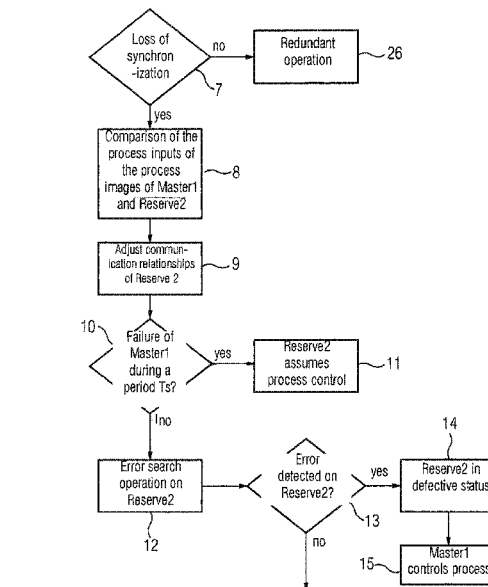 Loss of
synchron
-ization
7
no
Redundant
operation
26
yes
Comparison of the
process inputs of
the process
images of Master1
and Reserve2
8
Adjust commun-
ication relationships
of Reserve 2
9
10
Failure of
Master1
during a
period Ts?
yes
Reserve2
assumes
process control
11
no
Error search
operation on
Reserve2
12
Error
detected on
Reserve2?
13
yes
14
Reserve2 in
defective status
no
15
Master1
controls process